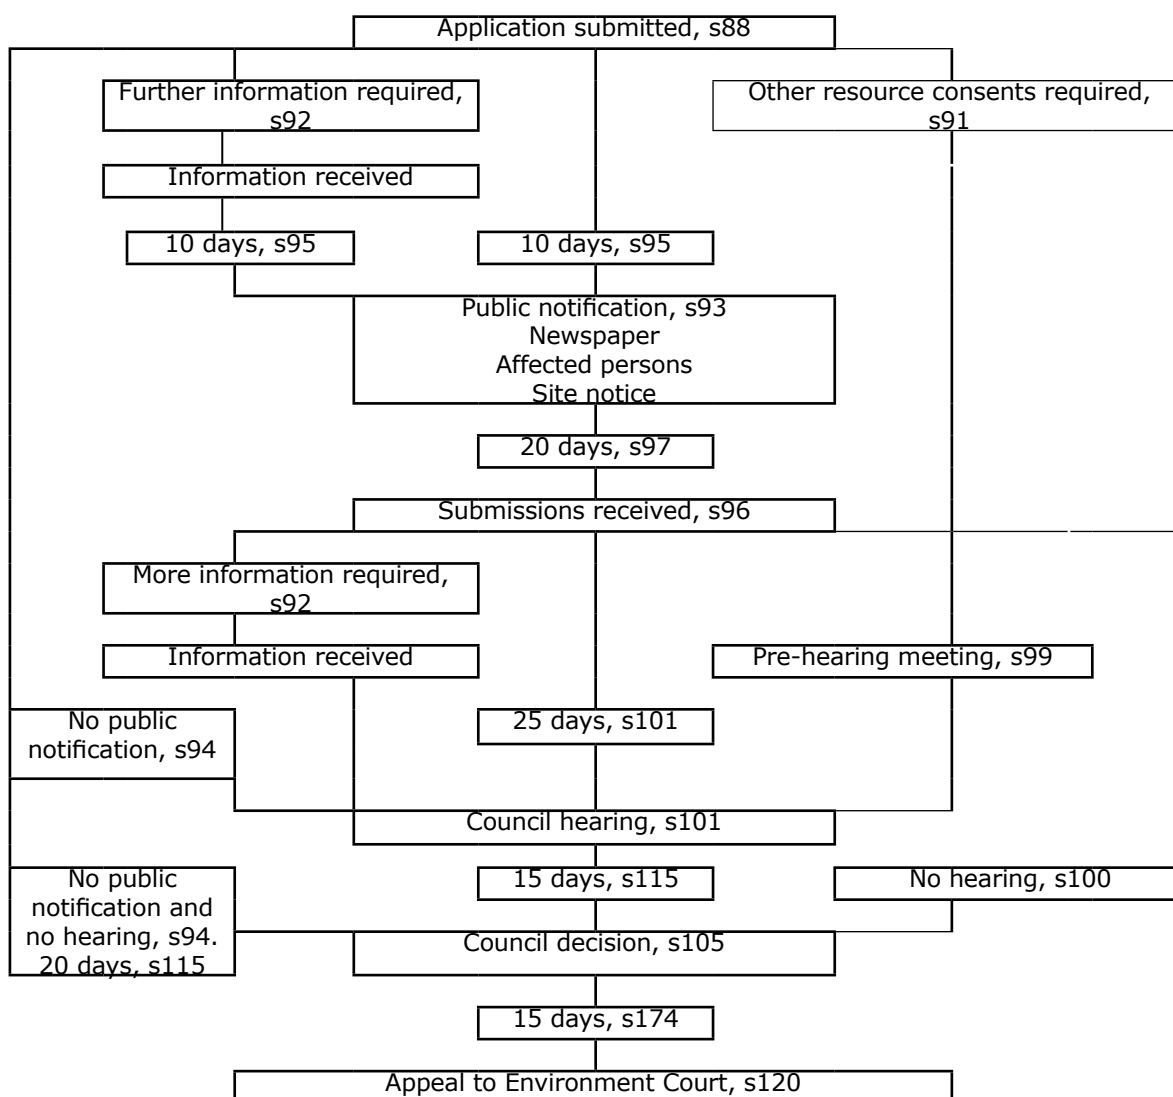 Application submitted, s88
Further information required,
s92
Other resource consents required,
s91
Information received
10 days, s95
10 days, s95
Public notification, s93
Newspaper
Affected persons
Site notice
20 days, s97
Submissions received, s96
More information required,
s92
Information received
Pre-hearing meeting, s99
No public
notification, s94
25 days, s101
Council hearing, s101
No public
notification and
no hearing, s94.
20 days, s115
15 days, s115
No hearing, s100
Council decision, s105
15 days, s174
Appeal to Environment Court, s120